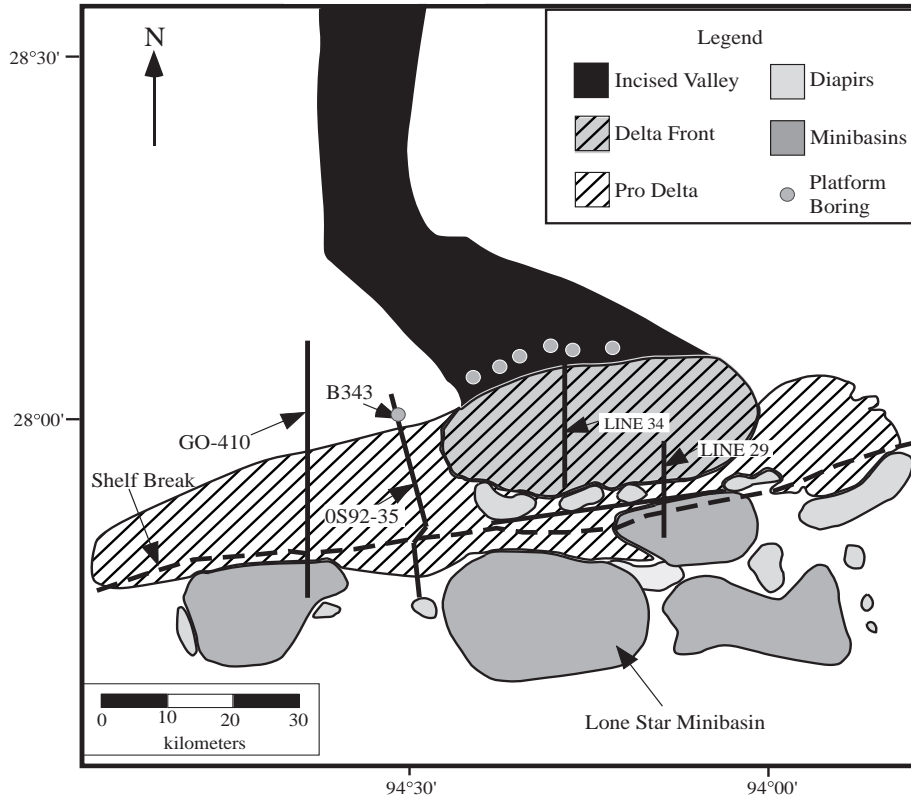 N
28°30'
Legend
Incised Valley
Diapirs
Delta Front
Minibasins
Pro Delta
Platform
Boring
28°00'
B343
GO-410
LINE 34
LINE 29
Shelf Break
0S92-35
0
10
20
30
kilometers
Lone Star Minibasin
94°30'
94°00'